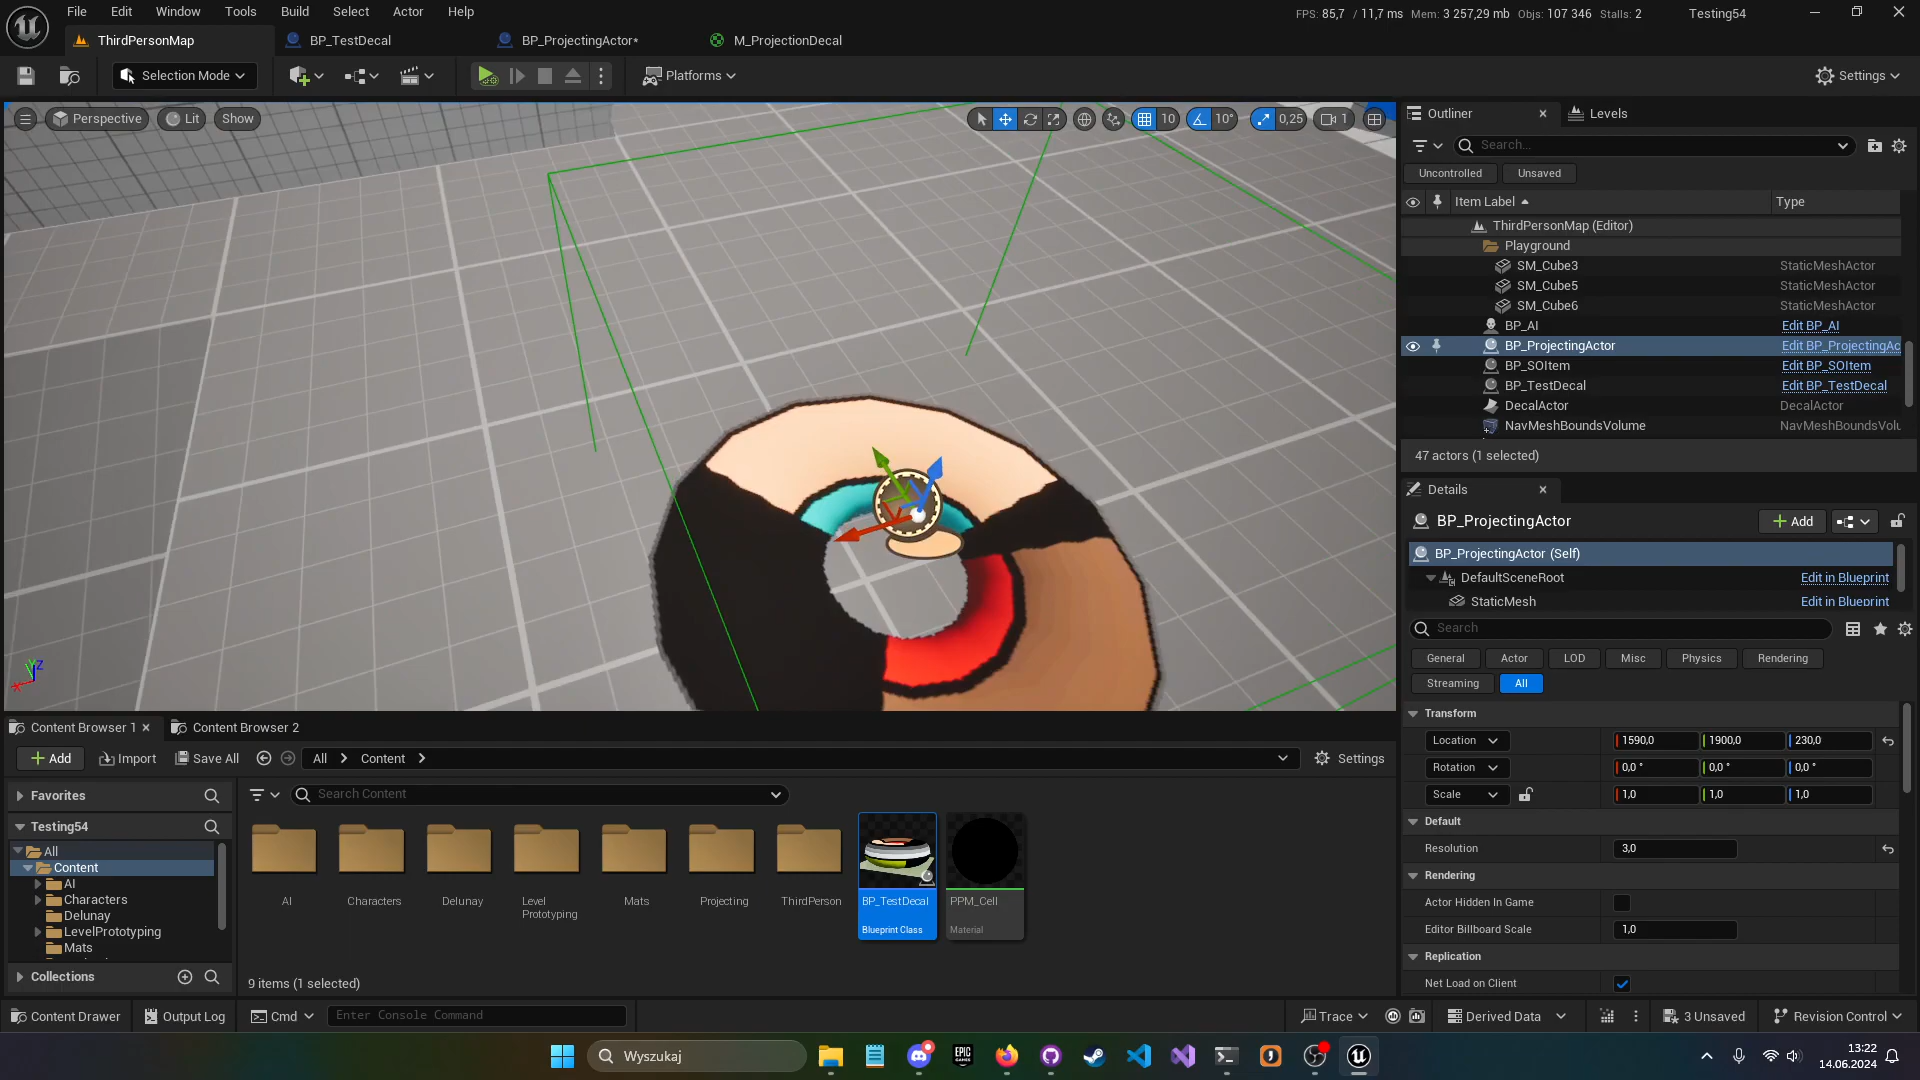 File Edit Window Tools Build Select Actor Help
FPS: 85,7 / 11,7 ms Mem: 3 257,29 mb Objs: 107 346 Stalls: 2 Testing54
ThirdPersonMap BP_TestDecal BP_ProjectingActor* M_ProjectionDecal
Selection Mode Platforms Settings
Perspective Lit Show 10 10° 0,25 1
Outliner Levels
Search...
Uncontrolled Unsaved
Item Label Type
ThirdPersonMap (Editor)
Playground
SM_Cube3 StaticMeshActor
SM_Cube5 StaticMeshActor
SM_Cube6 StaticMeshActor
BP_AI Edit BP_AI
BP_ProjectingActor Edit BP_ProjectingAc
BP_SOItem Edit BP_SOItem
BP_TestDecal Edit BP_TestDecal
DecalActor DecalActor
NavMeshBoundsVolume NavMeshBoundsVolu
47 actors (1 selected)
Details
BP_ProjectingActor Add
BP_ProjectingActor (Self)
DefaultSceneRoot Edit in Blueprint
StaticMesh Edit in Blueprint
Search
General Actor LOD Misc Physics Rendering
Streaming All
Transform
Location 1590,0 1900,0 230,0
Rotation 0,0 ° 0,0 ° 0,0 °
Scale 1,0 1,0 1,0
Default
Resolution 3,0
Rendering
Actor Hidden In Game
Editor Billboard Scale 1,0
Replication
Net Load on Client
X Y Z
Content Browser 1 Content Browser 2
Add Import Save All All Content Settings
Favorites
Testing54
All
Content
AI
Characters
Delunay
LevelPrototyping
Mats
Collections
Search Content
AI Characters Delunay Level Prototyping Mats Projecting ThirdPerson BP_TestDecal PPM_Cell
Blueprint Class Material
9 items (1 selected)
Content Drawer Output Log Cmd Enter Console Command Trace Derived Data 3 Unsaved Revision Control
Wyszukaj
EPIC GAMES
13:22
14.06.2024